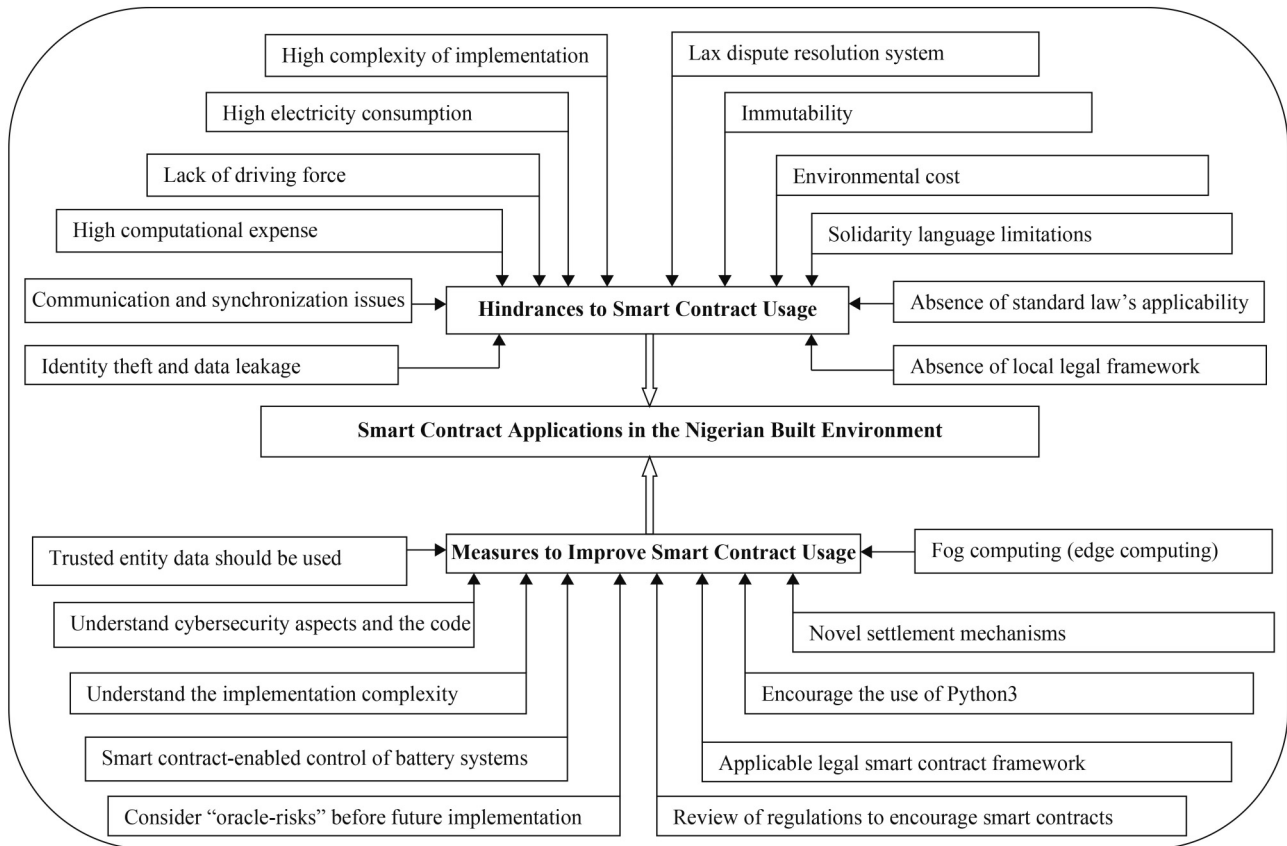 High complexity of implementation
Lax dispute resolution system
High electricity consumption
Immutability
Lack of driving force
Environmental cost
High computational expense
Solidarity language limitations
Communication and synchronization issues
Hindrances to Smart Contract Usage
Absence of standard law's applicability
Identity theft and data leakage
Absence of local legal framework
Smart Contract Applications in the Nigerian Built Environment
Trusted entity data should be used
Measures to Improve Smart Contract Usage
Fog computing (edge computing)
Understand cybersecurity aspects and the code
Novel settlement mechanisms
Understand the implementation complexity
Encourage the use of Python3
Smart contract-enabled control of battery systems
Applicable legal smart contract framework
Consider “oracle-risks” before future implementation
Review of regulations to encourage smart contracts